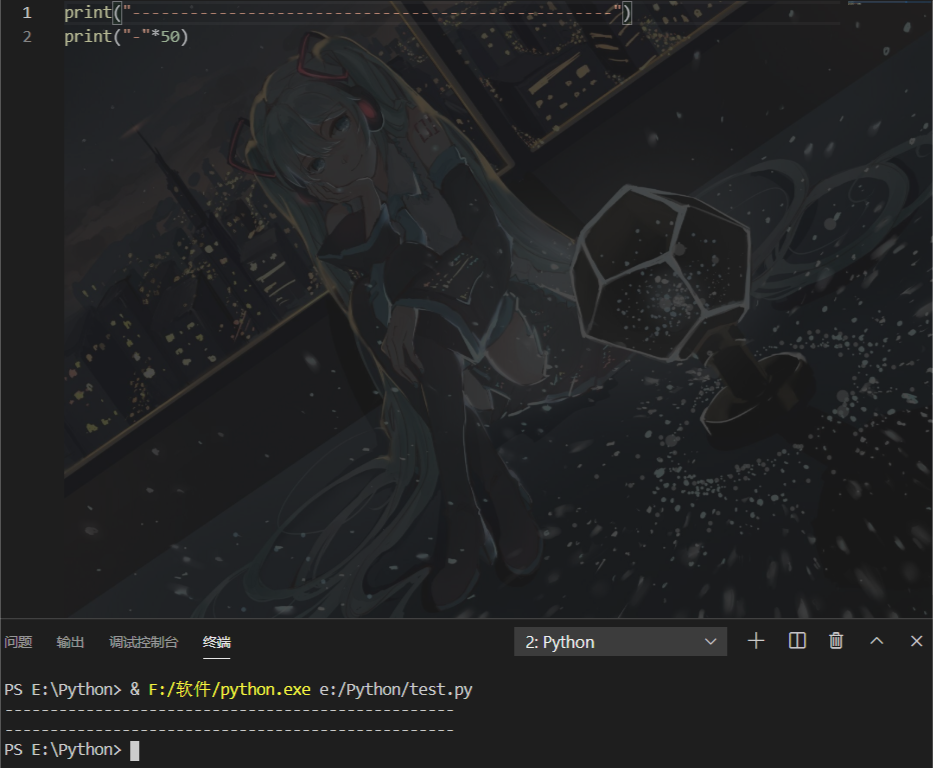 1 print("--------------------------------------------------")
2 print("-"*50)
问题 输出 调试控制台 终端 2: Python
PS E:\Python> & F:/软件/python.exe e:/Python/test.py
--------------------------------------------------
--------------------------------------------------
PS E:\Python>